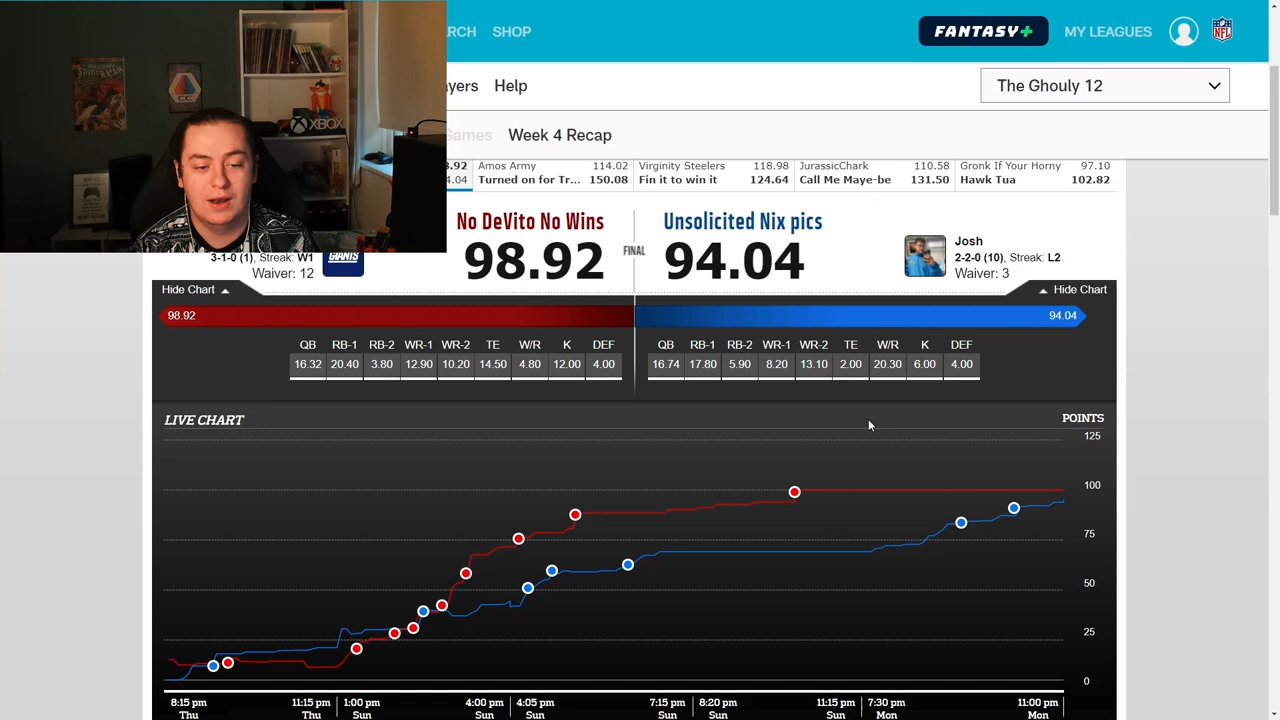 RCH SHOP FANTASY+ MY LEAGUES NFL
ayers Help The Ghouly 12
Games Week 4 Recap
8.92 Amos Army 114.02 Virginity Steelers 118.98 JurassicChark 110.58 Gronk If Your Horny 97.10
4.04 Turned on for Tr... 150.08 Fin it to win it 124.64 Call Me Maye-be 131.50 Hawk Tua 102.82
XBOX
No DeVito No Wins Unsolicited Nix pics
98.92 FINAL 94.04
Josh
3-1-0 (1), Streak: W1 GIANTS 2-2-0 (10), Streak: L2
Waiver: 12 Waiver: 3
Hide Chart Hide Chart
98.92 94.04
QB RB-1 RB-2 WR-1 WR-2 TE W/R K DEF QB RB-1 RB-2 WR-1 WR-2 TE W/R K DEF
16.32 20.40 3.80 12.90 10.20 14.50 4.80 12.00 4.00 16.74 17.80 5.90 8.20 13.10 2.00 20.30 6.00 4.00
LIVE CHART POINTS
125
100
75
50
25
0
8:15 pm 11:15 pm 1:00 pm 4:00 pm 4:05 pm 7:15 pm 8:20 pm 11:15 pm 7:30 pm 11:00 pm
Thu Thu Sun Sun Sun Sun Sun Sun Mon Mon